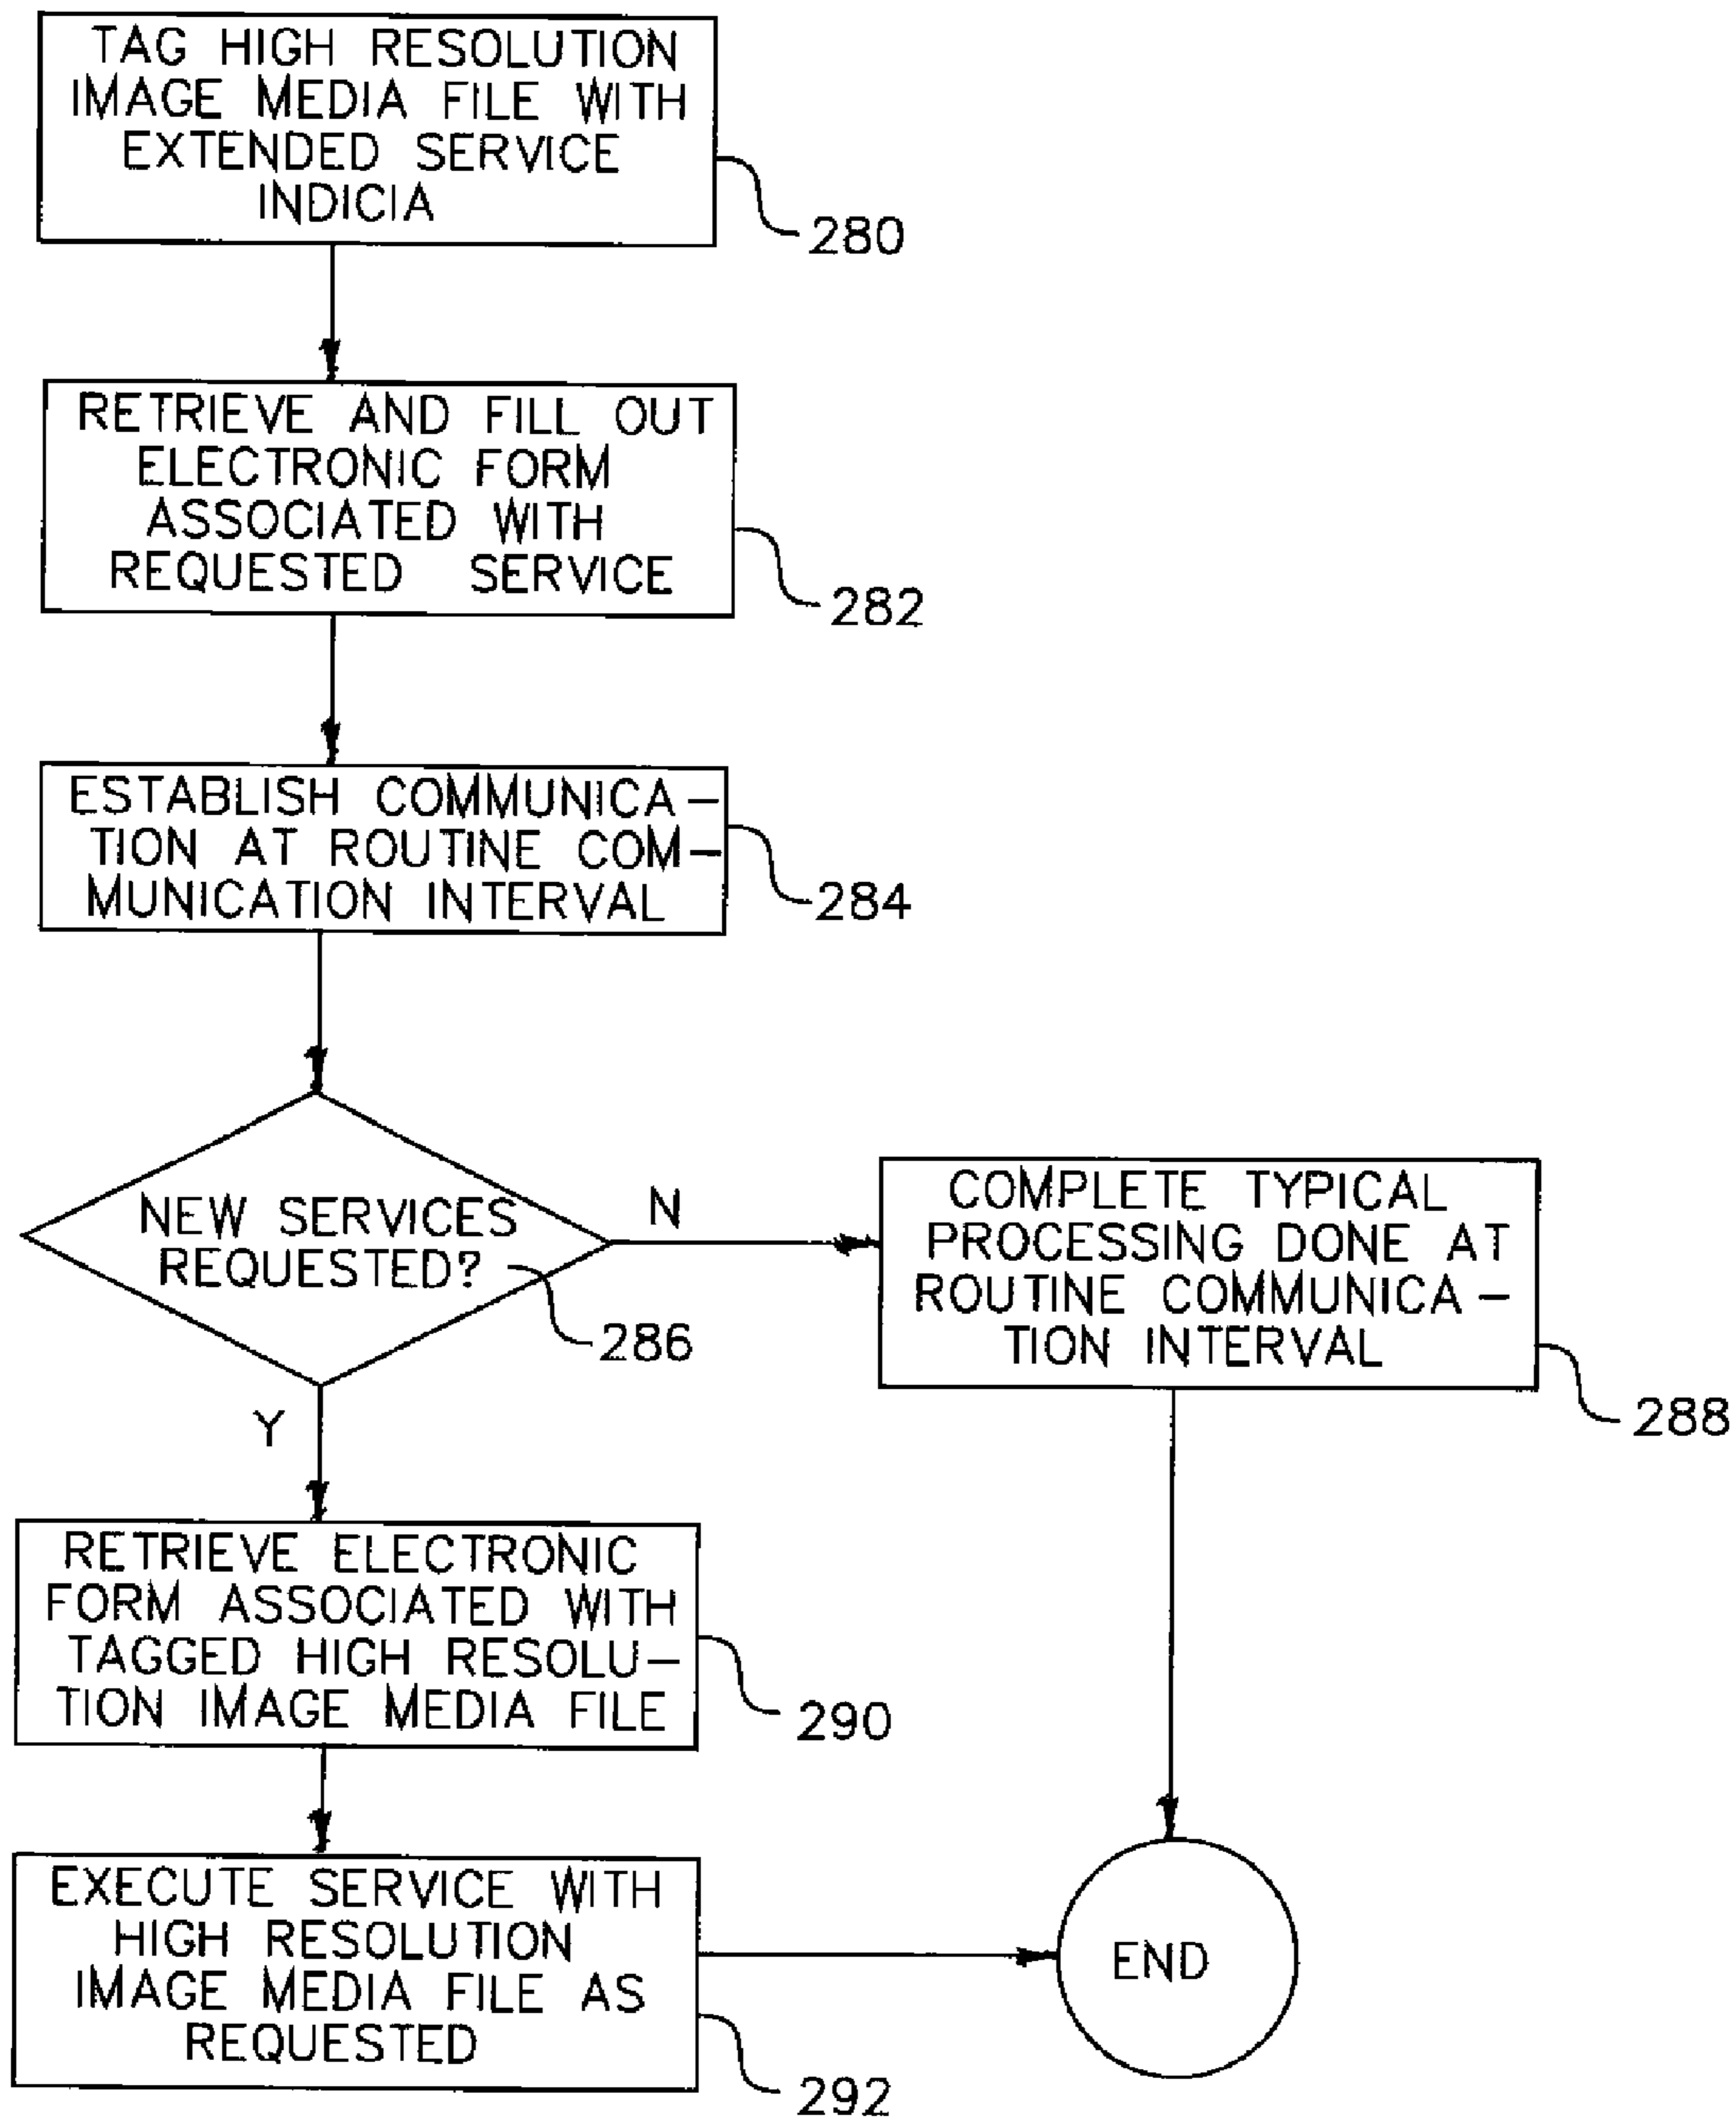 TAG HIGH RESOLUTION
IMAGE MEDIA FILE WITH
EXTENDED SERVICE
INDICIA
280
RETRIEVE AND FILL OUT
ELECTRONIC FORM
ASSOCIATED WITH
REQUESTED SERVICE
282
ESTABLISH COMMUNICA-
TION AT ROUTINE COM-
MUNICATION INTERVAL
284
NEW SERVICES
REQUESTED?
286
N
COMPLETE TYPICAL
PROCESSING DONE AT
ROUTINE COMMUNICA-
TION INTERVAL
288
Y
RETRIEVE ELECTRONIC
FORM ASSOCIATED WITH
TAGGED HIGH RESOLU-
TION IMAGE MEDIA FILE
290
EXECUTE SERVICE WITH
HIGH RESOLUTION
IMAGE MEDIA FILE AS
REQUESTED
292
END